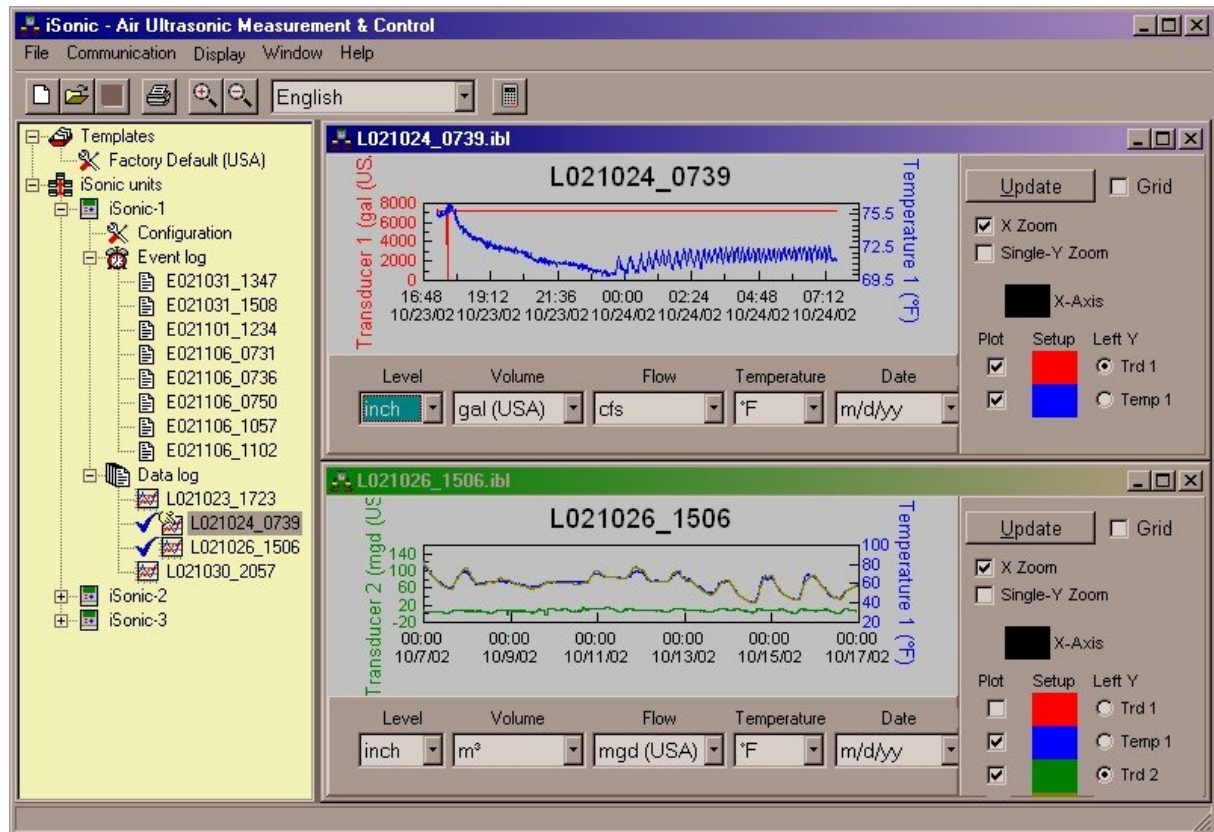 iSonic - Air Ultrasonic Measurement & Control
File Communication Display Window Help
English
Templates
Factory Default (USA)
iSonic units
iSonic-1
Configuration
Event log
E021031_1347
E021031_1508
E021101_1234
E021106_0731
E021106_0736
E021106_0750
E021106_1057
E021106_1102
Data log
L021023_1723
L021024_0739
L021026_1506
L021030_2057
iSonic-2
iSonic-3
L021024_0739.ibl
L021024_0739
Transducer 1 (gal (US
8000
6000
4000
2000
0
Temperature 1 (°F)
75.5
72.5
69.5
16:48 19:12 21:36 00:00 02:24 04:48 07:12
10/23/02 10/23/02 10/23/02 10/24/02 10/24/02 10/24/02 10/24/02
Level Volume Flow Temperature Date
inch gal (USA) cfs °F m/d/yy
Update Grid
X Zoom
Single-Y Zoom
X-Axis
Plot Setup Left Y
Trd 1
Temp 1
L021026_1506.ibl
L021026_1506
Transducer 2 (mgd (US
140
100
60
20
-20
Temperature 1 (°F)
100
80
60
40
20
00:00 00:00 00:00 00:00 00:00 00:00
10/7/02 10/9/02 10/11/02 10/13/02 10/15/02 10/17/02
Level Volume Flow Temperature Date
inch m³ mgd (USA) °F m/d/yy
Update Grid
X Zoom
Single-Y Zoom
X-Axis
Plot Setup Left Y
Trd 1
Temp 1
Trd 2